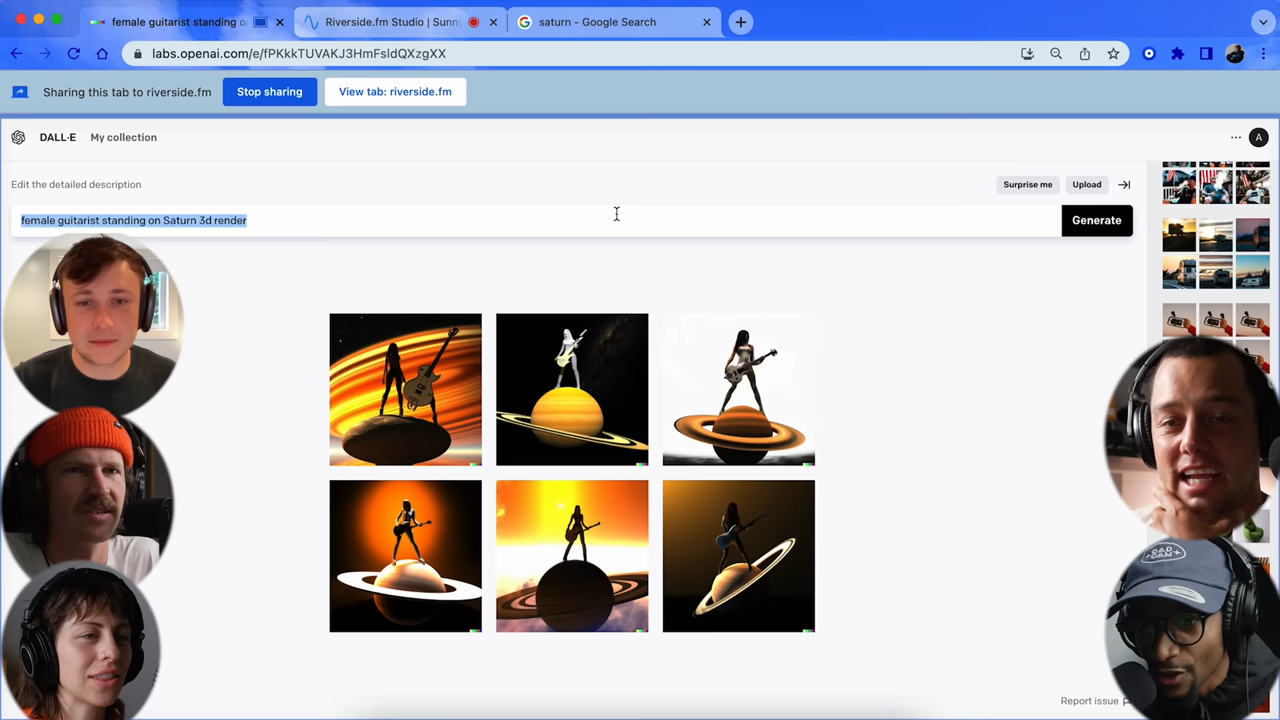 female guitarist standing o
Riverside.fm Studio | Sunn
saturn - Google Search
labs.openai.com/e/fPKkkTUVAKJ3HmFsldQXzgXX
Sharing this tab to riverside.fm
Stop sharing
View tab: riverside.fm
DALL·E
My collection
A
Edit the detailed description
Surprise me
Upload
female guitarist standing on Saturn 3d render
Generate
DAD
CAM
Report issue